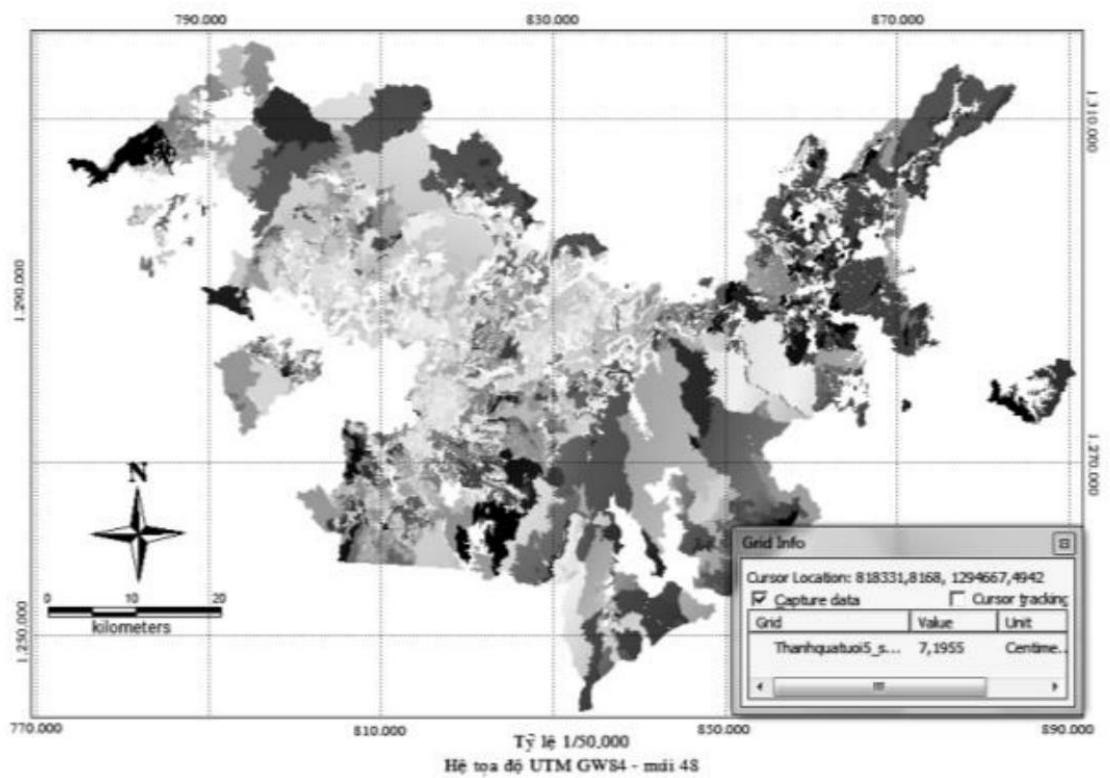 790.000 830.000 870.000
1.310.000
1.290.000
1.270.000
N
0 10 20
kilometers
1.250.000
Grid Info
Cursor Location: 818331,8168, 1294667,4942
Capture data Cursor tracking
Grid Value Unit
Thanhquatuoi5_s... 7,1955 Centime..
770.000 810.000 850.000 890.000
Tỷ lệ 1/50,000
Hệ tọa độ UTM GW84 - múi 48